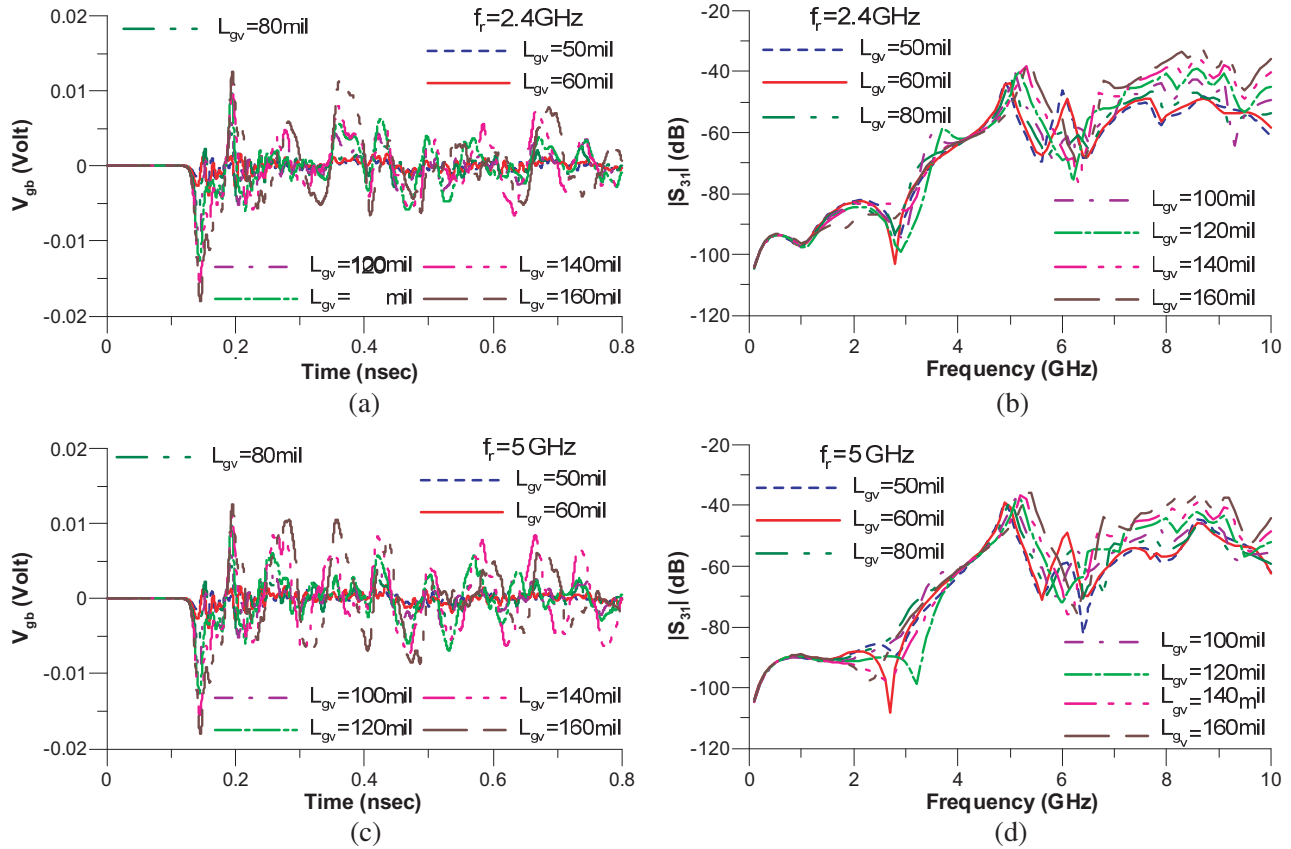 0.02
0.01
0
-0.01
-0.02
V_gb (Volt)
L_gv=80mil
f_r=2.4GHz
L_gv=50mil
L_gv=60mil
L_gv=120mil
L_gv=140mil
L_gv= mil
L_gv=160mil
0 0.2 0.4 0.6 0.8
Time (nsec)
(a)
-20
-40
-60
-80
-100
-120
|S_31| (dB)
f_r=2.4GHz
L_gv=50mil
L_gv=60mil
L_gv=80mil
L_gv=100mil
L_gv=120mil
L_gv=140mil
L_gv=160mil
0 2 4 6 8 10
Frequency (GHz)
(b)
0.02
0.01
0
-0.01
-0.02
V_gb (Volt)
L_gv=80mil
f_r=5 GHz
L_gv=50mil
L_gv=60mil
L_gv=100mil
L_gv=140mil
L_gv=120mil
L_gv=160mil
0 0.2 0.4 0.6 0.8
Time (nsec)
(c)
-20
-40
-60
-80
-100
-120
|S_31| (dB)
f_r=5 GHz
L_gv=50mil
L_gv=60mil
L_gv=80mil
L_gv=100mil
L_gv=120mil
L_gv=140mil
L_gv=160mil
0 2 4 6 8 10
Frequency (GHz)
(d)